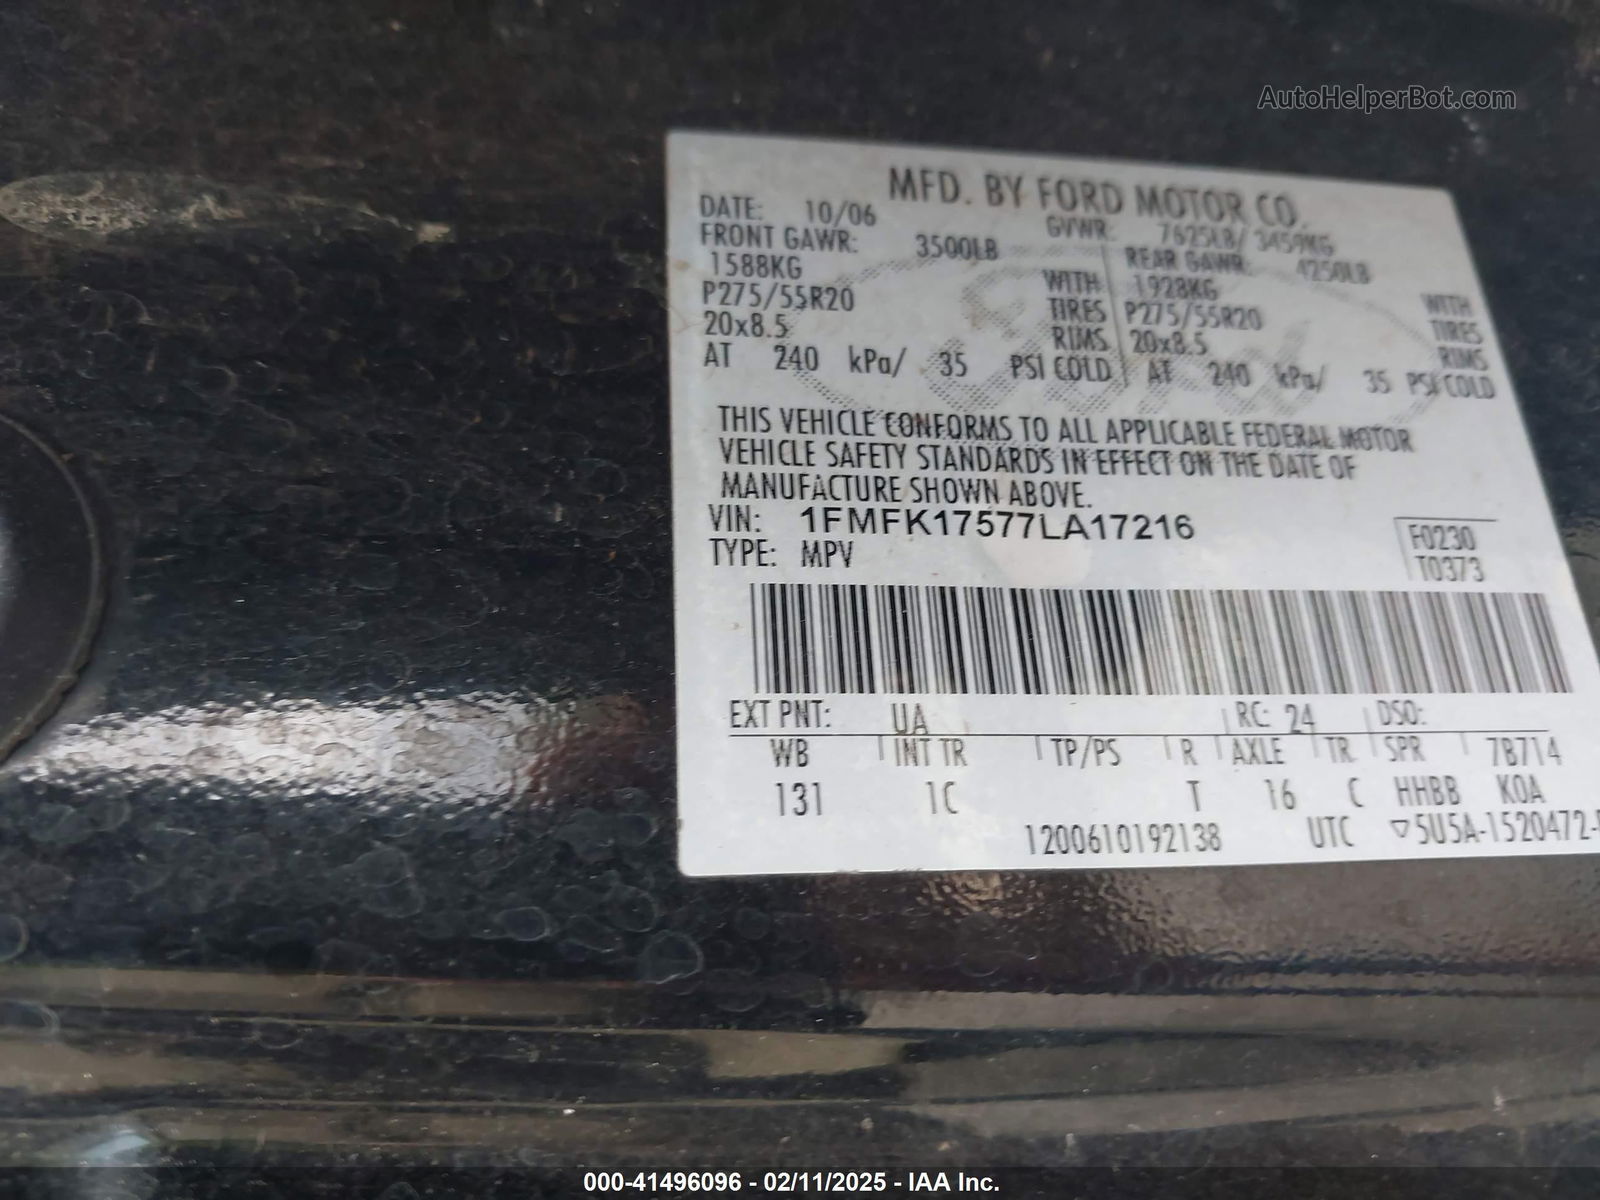 AutoHelperBot.com
MFD. BY FORD MOTOR CO.
DATE: 10/06 GVWR: 7625LB/ 3459KG
FRONT GAWR: 3500LB REAR GAWR: 4250LB
1588KG WITH 1928KG WITH
P275/55R20 TIRES P275/55R20 TIRES
20x8.5 RIMS 20x8.5 RIMS
AT 240 kPa/ 35 PSI COLD AT 240 kPa/ 35 PSI COLD
THIS VEHICLE CONFORMS TO ALL APPLICABLE FEDERAL MOTOR
VEHICLE SAFETY STANDARDS IN EFFECT ON THE DATE OF
MANUFACTURE SHOWN ABOVE.
VIN: 1FMFK17577LA17216
TYPE: MPV
F0230
T0373
EXT PNT: UA RC: 24 DSO:
WB INT TR TP/PS R AXLE TR SPR 7B714
131 1C T 16 C HHBB KOA
1200610192138 UTC ▽5U5A-1520472-
000-41496096 - 02/11/2025 - IAA Inc.